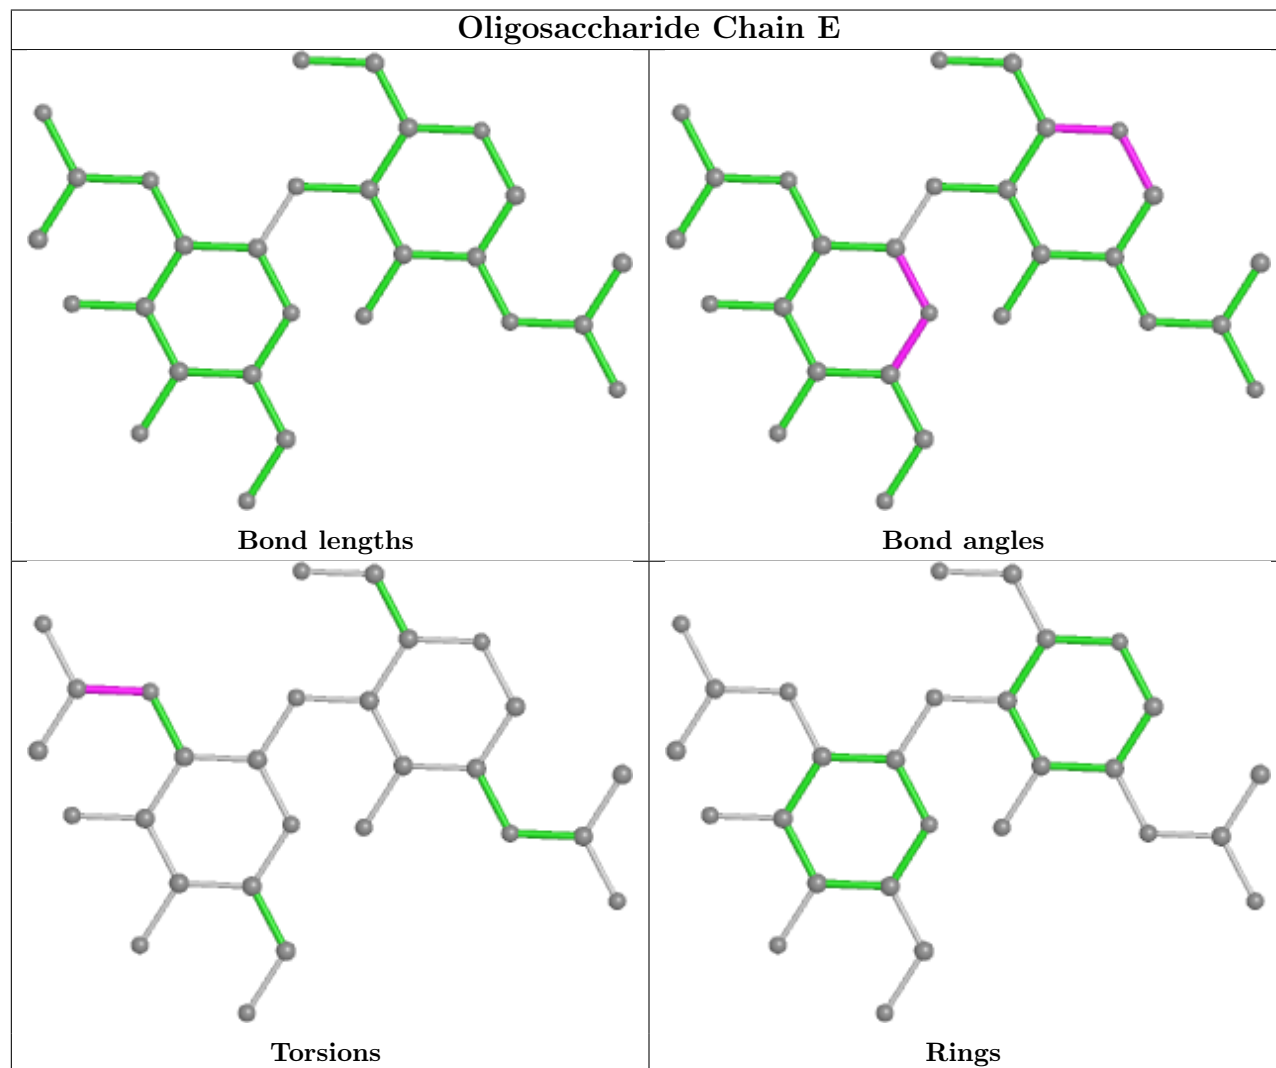 Oligosaccharide Chain E
Bond lengths
Bond angles
Torsions
Rings